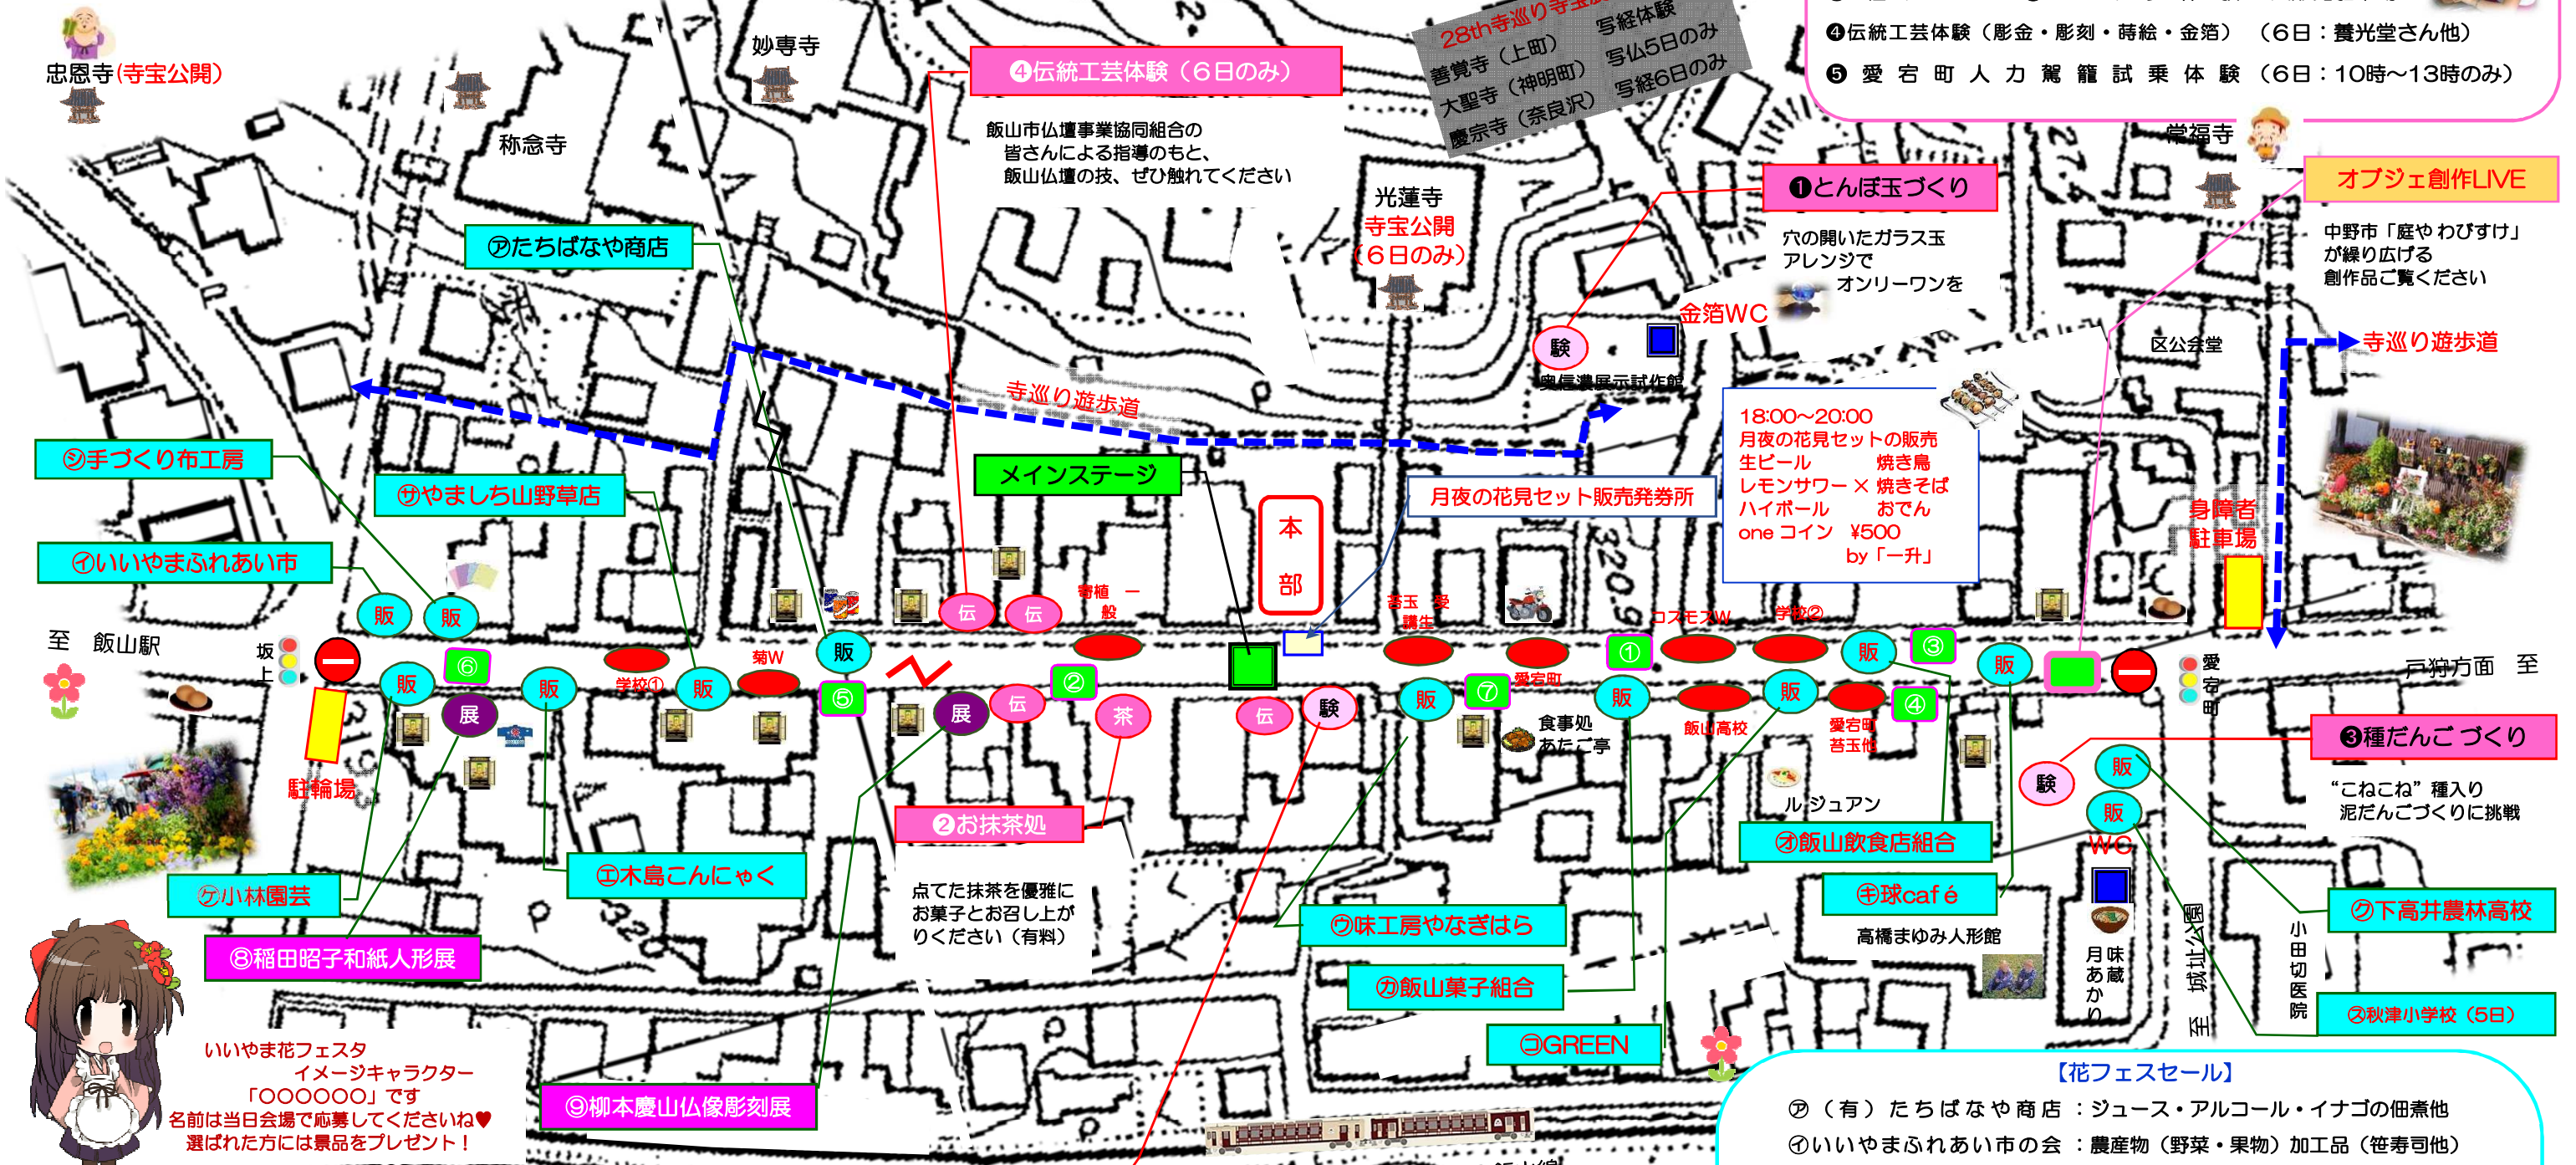 28th寺巡り寺宝
善覚寺（上町）　写経体験
大聖寺（神明町）　写仏5日のみ
慶宗寺（奈良沢）　写経6日のみ
❹伝統工芸体験（彫金・彫刻・蒔絵・金箔）　（６日：養光堂さん他）
❺愛宕町人力駕籠試乗体験（６日：10時～13時のみ）
忠恩寺(寺宝公開)
妙専寺
称念寺
❹伝統工芸体験（６日のみ）
飯山市仏壇事業協同組合の
皆さんによる指導のもと、
飯山仏壇の技、ぜひ触れてください
光蓮寺
寺宝公開
（６日のみ）
❶とんぼ玉づくり
穴の開いたガラス玉
アレンジで
オンリーワンを
金箔WC
験
奥信濃展示試作館
常福寺
オブジェ創作LIVE
中野市「庭や わびすけ」
が繰り広げる
創作品ご覧ください
区公会堂
寺巡り遊歩道
寺巡り遊歩道
㋐たちばなや商店
㋛手づくり布工房
㋚やましち山野草店
㋑いいやまふれあい市
メインステージ
本部
月夜の花見セット販売発券所
18:00～20:00
月夜の花見セットの販売
生ビール　焼き鳥
レモンサワー × 焼きそば
ハイボール　おでん
one コイン　¥500
by「一升」
320.9
身障者
駐車場
至　飯山駅
坂上
販
販
伝
伝
寄植　一般
苔玉　受講生
コスモスW
学校②
販
③
愛宕町
戸狩方面　至
販
⑥
展
販
学校①
販
菊W
販
⑤
展
伝
②
茶
伝
験
販
⑦
愛宕町
①
販
飯山高校
販
愛宕町
苔玉他
④
販
駐輪場
食事処
あたご亭
ル ジュアン
験
販
販
WC
❸種だんご づくり
“こねこね”種入り
泥だんごづくりに挑戦
❷お抹茶処
点てた抹茶を優雅に
お菓子とお召し上が
りください（有料）
㋘小林園芸
㋓木島こんにゃく
⑧稲田昭子和紙人形展
⑨柳本慶山仏像彫刻展
㋒味工房やなぎはら
㋕飯山菓子組合
㋙GREEN
㋔飯山飲食店組合
㋖球café
高橋まゆみ人形館
味蔵
月あかり
至　城址公園
小田切医院
㋗下高井農林高校
㋜秋津小学校（5日）
いいやま花フェスタ
イメージキャラクター
「〇〇〇〇〇〇」です
名前は当日会場で応募してくださいね♥
選ばれた方には景品をプレゼント！
【花フェスセール】
㋐（有）たちばなや商店：ジュース・アルコール・イナゴの佃煮他
㋑いいやまふれあい市の会：農産物（野菜・果物）加工品（笹寿司他）